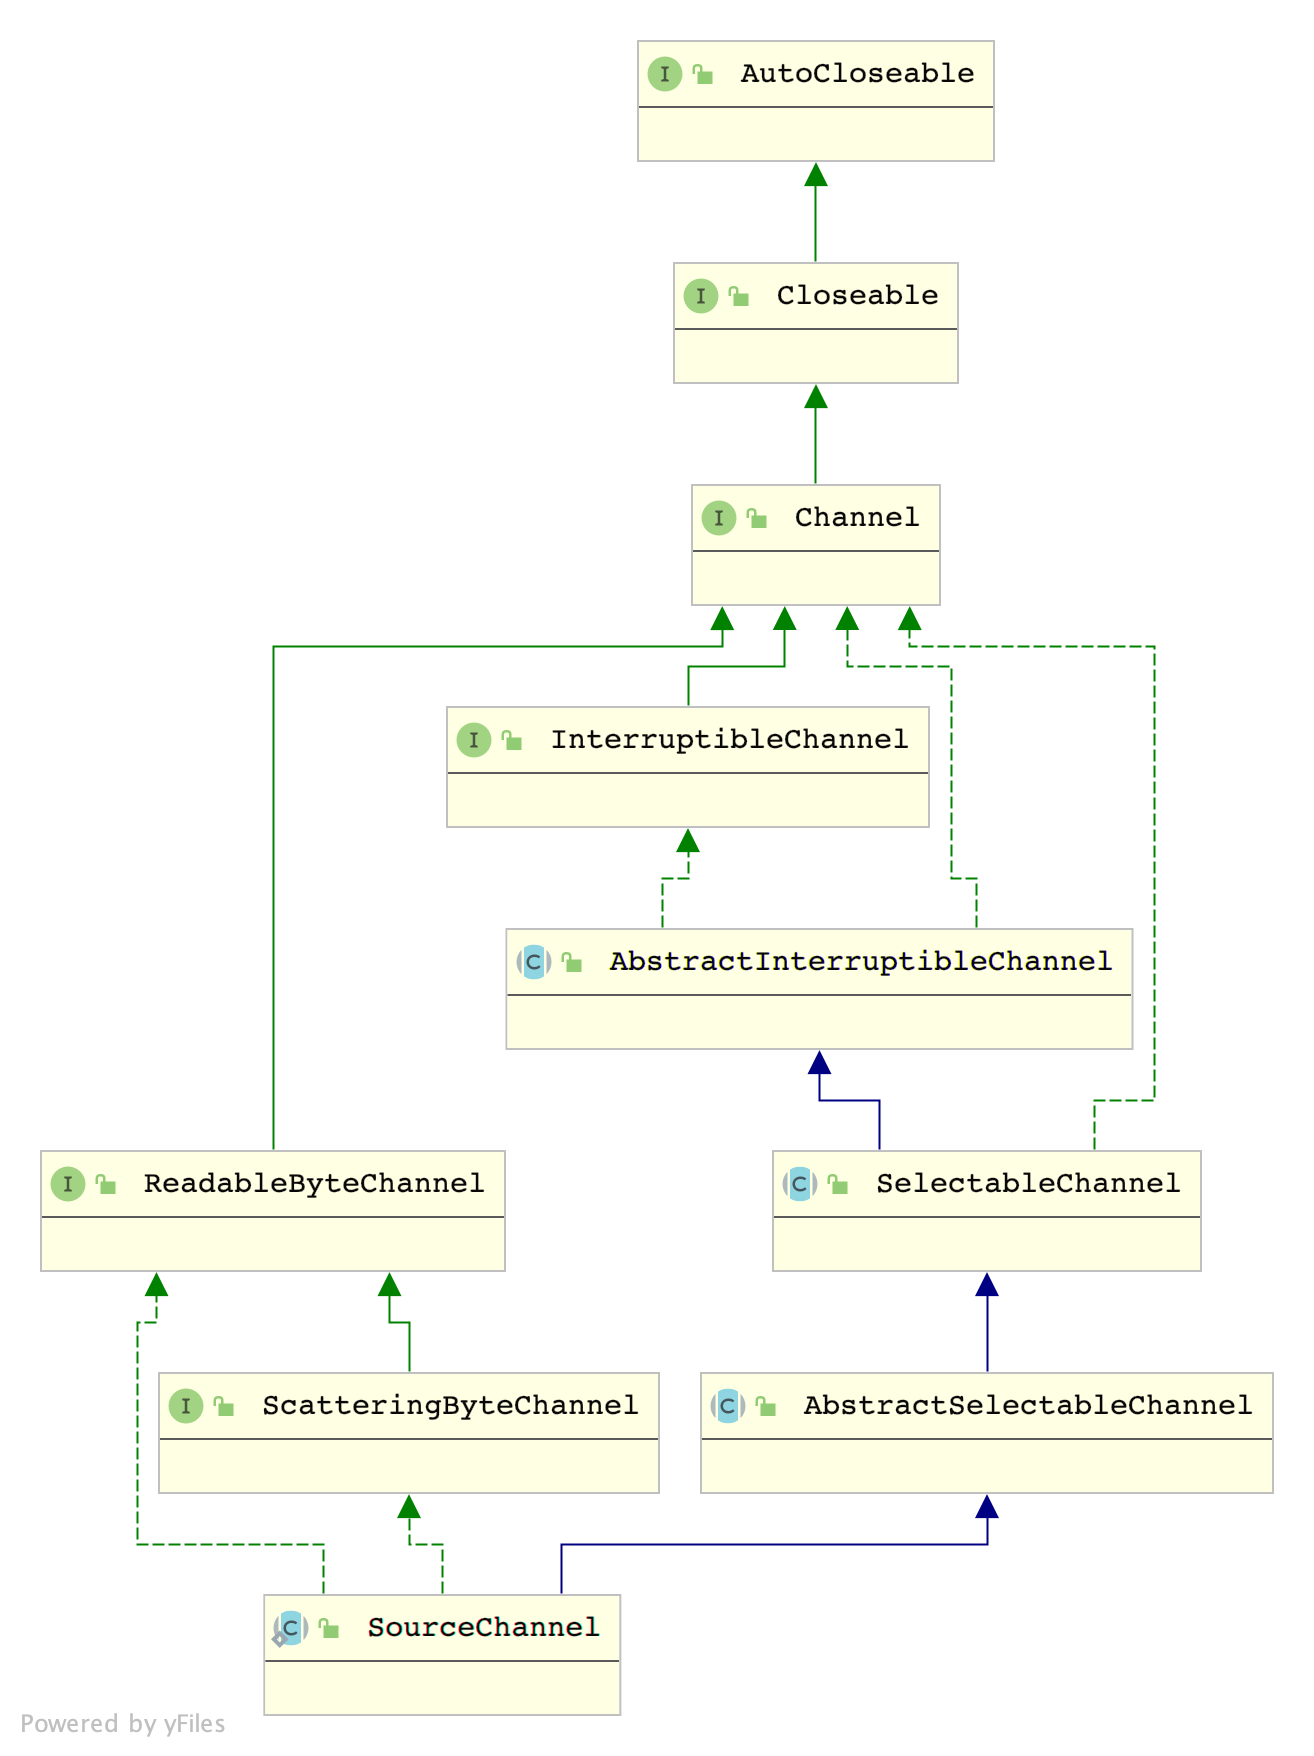 AutoCloseable
Closeable
Channel
InterruptibleChannel
AbstractInterruptibleChannel
ReadableByteChannel
SelectableChannel
ScatteringByteChannel
AbstractSelectableChannel
SourceChannel
Powered by yFiles